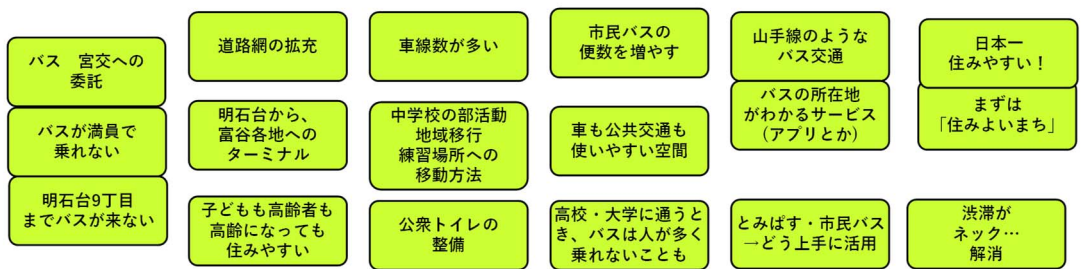 バス　宮交への
委託
バスが満員で
乗れない
明石台9丁目
までバスが来ない
道路網の拡充
明石台から、
富谷各地への
ターミナル
子どもも高齢者も
高齢になっても
住みやすい
車線数が多い
中学校の部活動
地域移行
練習場所への
移動方法
公衆トイレの
整備
市民バスの
便数を増やす
車も公共交通も
使いやすい空間
高校・大学に通うと
き、バスは人が多く
乗れないことも
山手線のような
バス交通
バスの所在地
がわかるサービス
（アプリとか）
とみぱす・市民バス
→どう上手に活用
日本一
住みやすい！
まずは
「住みよいまち」
渋滞が
ネック…
解消